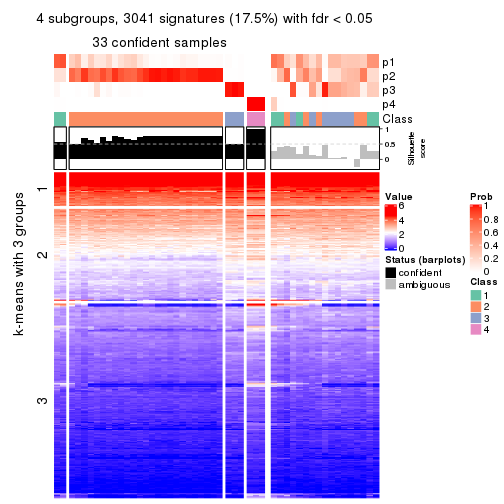 4 subgroups, 3041 signatures (17.5%) with fdr < 0.05
33 confident samples
p1
p2
p3
p4
Class
1
0.5
0
Silhouette
score
k-means with 3 groups
1
2
3
Value
6
4
2
0
Status (barplots)
confident
ambiguous
Prob
1
0.8
0.6
0.4
0.2
0
Class
1
2
3
4